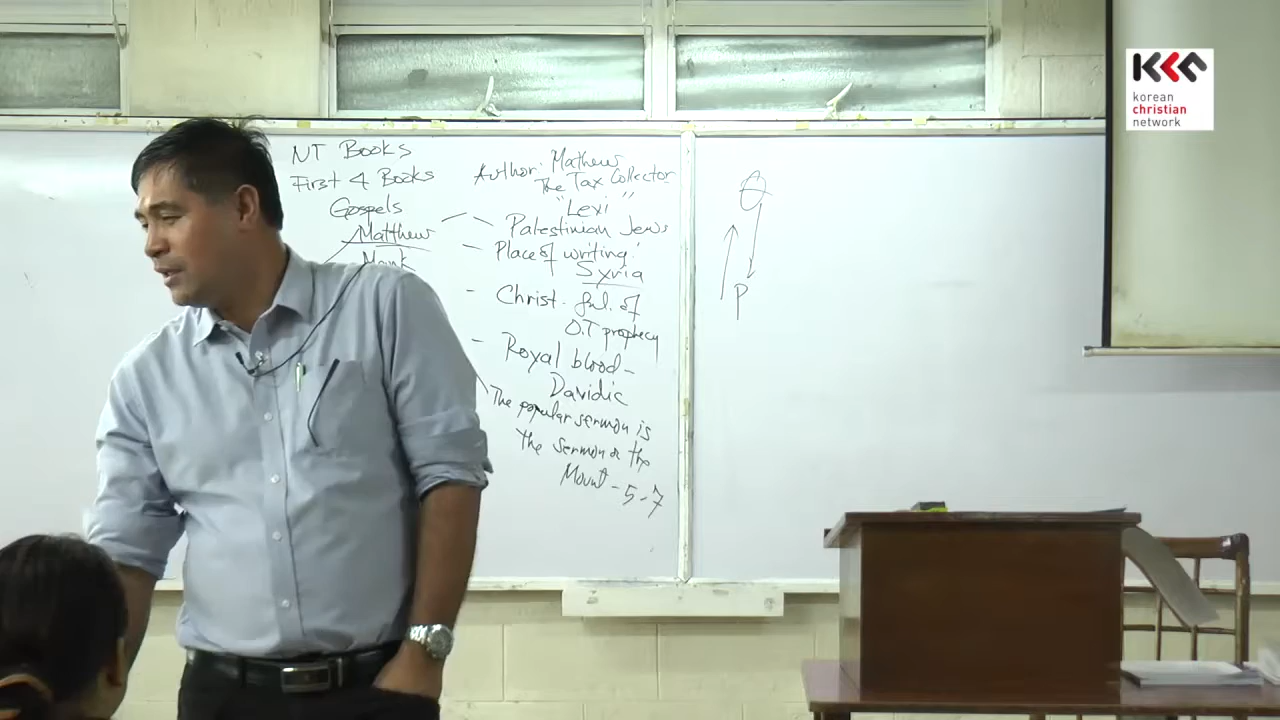 NT Books
First 4 Books
Gospels
Matthew
Mark
Author: Mathew
The Tax Collector
"Levi"
Palestinian Jews
- Place of writing:
Syria
- Christ - ful. of
O.T prophecy
- Royal blood -
Davidic
The popular sermon is
the sermon on the
Mount - 5-7
P
KCN
korean
christian
network